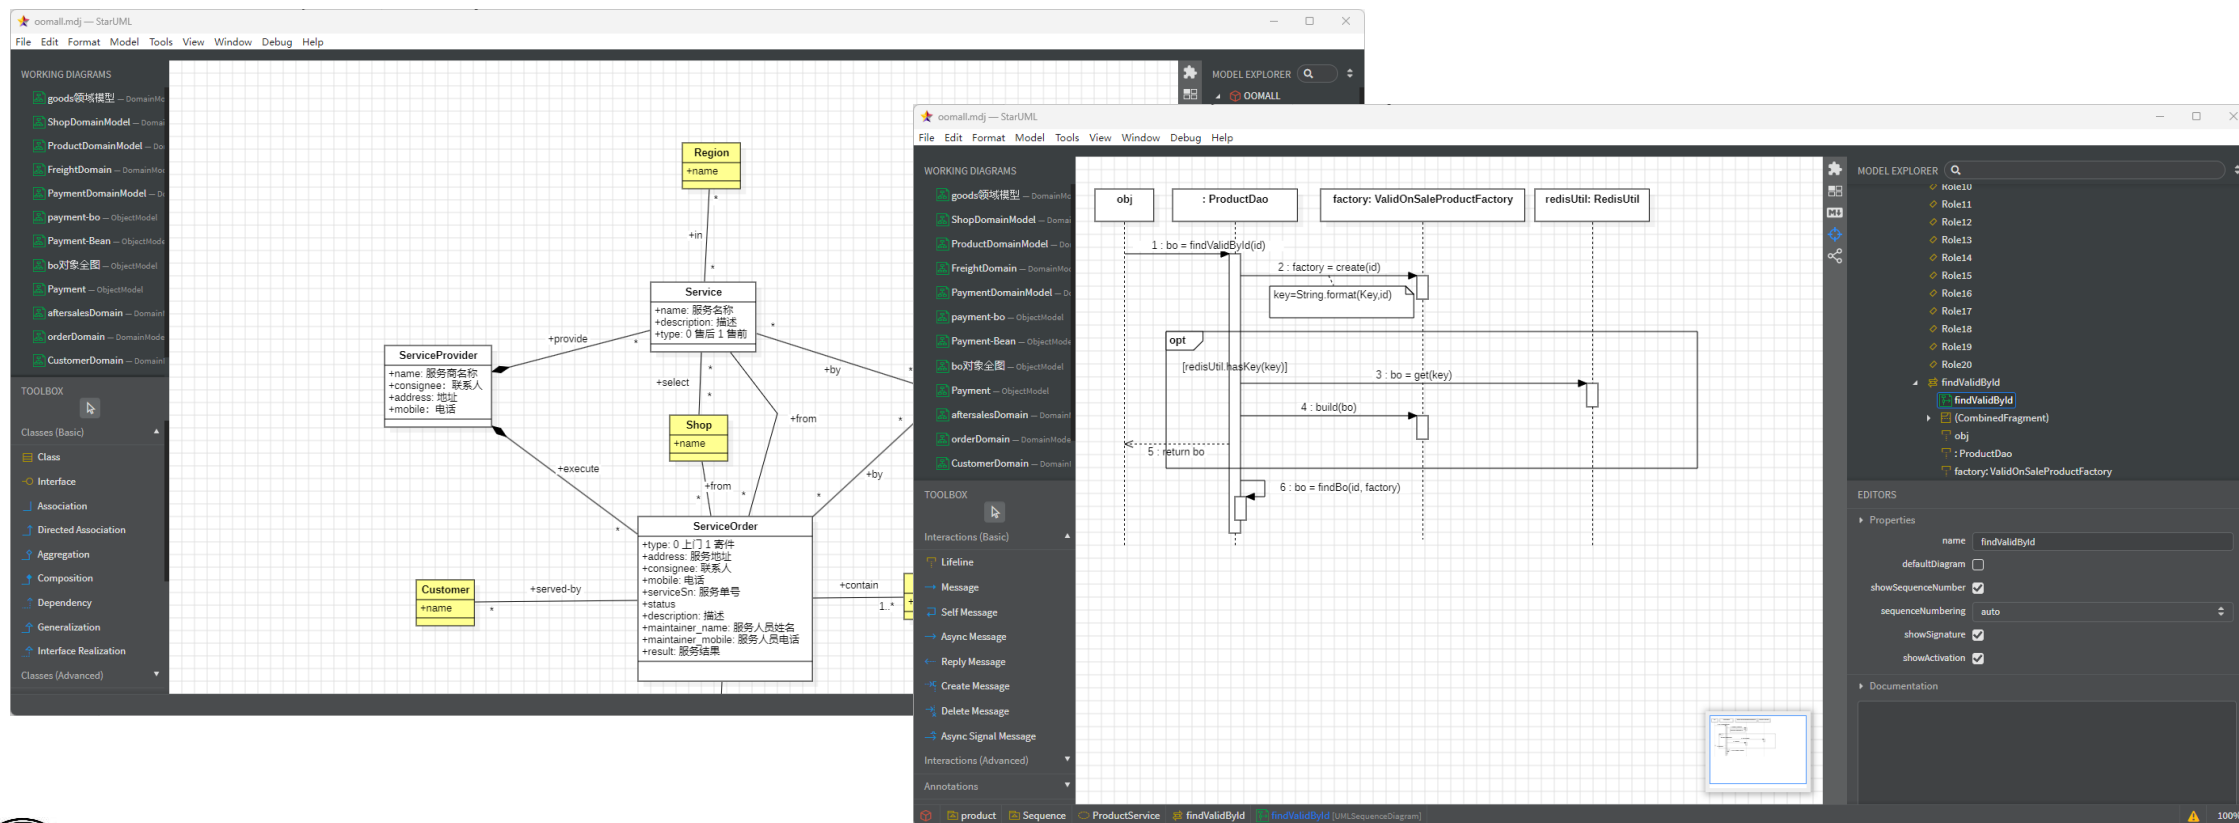 oomall.mdj — StarUML
File Edit Format Model Tools View Window Debug Help
WORKING DIAGRAMS
goods领域模型 — DomainMo
ShopDomainModel — Domai
ProductDomainModel — Do
FreightDomain — DomainMo
PaymentDomainModel — D
payment-bo — ObjectModel
Payment-Bean — ObjectMode
bo对象全图 — ObjectModel
Payment — ObjectModel
aftersalesDomain — Domain
orderDomain — DomainMode
CustomerDomain — Domain
TOOLBOX
Classes (Basic)
Class
Interface
Association
Directed Association
Aggregation
Composition
Dependency
Generalization
Interface Realization
Classes (Advanced)
Region
+name
*
+in
*
Service
+name: 服务名称
+description: 描述
+type: 0 售后 1 售前
+provide
*
*
ServiceProvider
+name: 服务商名称
+consignee: 联系人
+address: 地址
+mobile: 电话
+select
*
*
+by
*
*
Shop
+name
+from
+execute
+from
*
*
+by
*
*
ServiceOrder
+type: 0 上门 1 寄件
+address: 服务地址
+consignee: 联系人
+mobile: 电话
+serviceSn: 服务单号
+status
+description: 描述
+maintainer_name: 服务人员姓名
+maintainer_mobile: 服务人员电话
+result: 服务结果
Customer
+name
+served-by
*
+contain
1..*
+
MODEL EXPLORER
OOMALL
oomall.mdj — StarUML
File Edit Format Model Tools View Window Debug Help
WORKING DIAGRAMS
goods领域模型 — DomainMo
ShopDomainModel — Domai
ProductDomainModel — Do
FreightDomain — DomainMo
PaymentDomainModel — D
payment-bo — ObjectModel
Payment-Bean — ObjectMode
bo对象全图 — ObjectModel
Payment — ObjectModel
aftersalesDomain — Domain
orderDomain — DomainMode
CustomerDomain — Domain
TOOLBOX
Interactions (Basic)
Lifeline
Message
Self Message
Async Message
Reply Message
Create Message
Delete Message
Async Signal Message
Interactions (Advanced)
Annotations
obj
: ProductDao
factory: ValidOnSaleProductFactory
redisUtil: RedisUtil
1 : bo = findValidById(id)
2 : factory = create(id)
key=String.format(Key,id)
opt
[redisUtil.hasKey(key)]
3 : bo = get(key)
4 : build(bo)
5 : return bo
6 : bo = findBo(id, factory)
MODEL EXPLORER
Role10
Role11
Role12
Role13
Role14
Role15
Role16
Role17
Role18
Role19
Role20
findValidById
findValidById
(CombinedFragment)
obj
: ProductDao
factory: ValidOnSaleProductFactory
EDITORS
Properties
name findValidById
defaultDiagram
showSequenceNumber
sequenceNumbering auto
showSignature
showActivation
Documentation
product Sequence ProductService findValidById findValidById [UMLSequenceDiagram]
100%